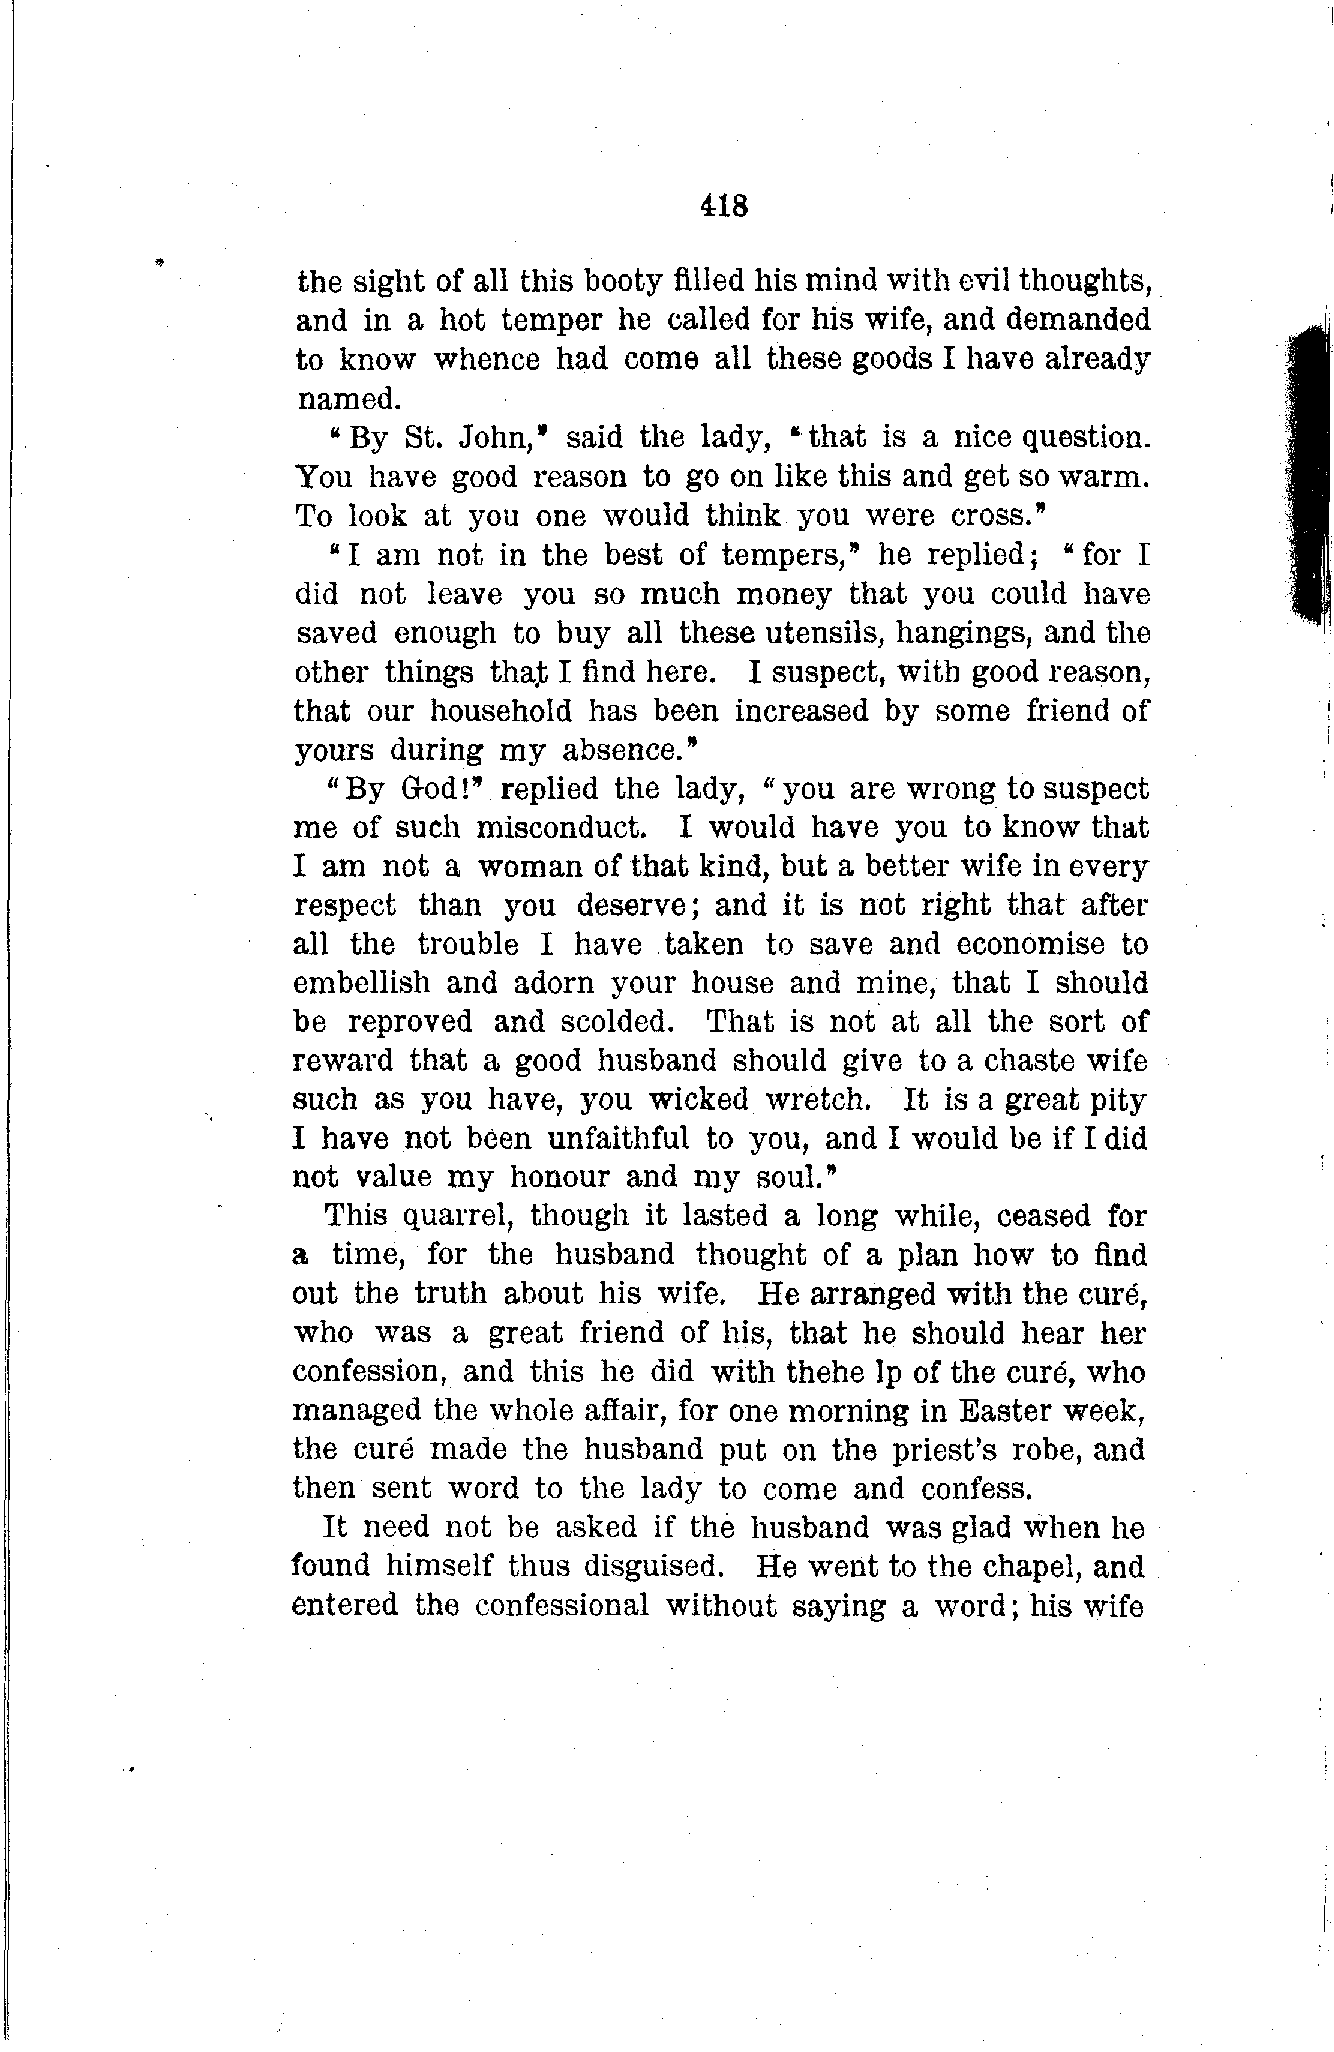 418
the sight of all this booty filled his mind with evil thoughts,
and in a hot temper he called for his wife, and demanded
to know whence had come all these goods I have already
named.
“By St. John,” said the lady, “that is a nice question.
You have good reason to go on like this and get so warm.
To look at you one would think you were cross.”
“I am not in the best of tempers,” he replied; “for I
did not leave you so much money that you could have
saved enough to buy all these utensils, hangings, and the
other things that I find here. I suspect, with good reason,
that our household has been increased by some friend of
yours during my absence.”
“By God!” replied the lady, “you are wrong to suspect
me of such misconduct. I would have you to know that
I am not a woman of that kind, but a better wife in every
respect than you deserve; and it is not right that after
all the trouble I have taken to save and economise to
embellish and adorn your house and mine, that I should
be reproved and scolded. That is not at all the sort of
reward that a good husband should give to a chaste wife
such as you have, you wicked wretch. It is a great pity
I have not been unfaithful to you, and I would be if I did
not value my honour and my soul.”
This quarrel, though it lasted a long while, ceased for
a time, for the husband thought of a plan how to find
out the truth about his wife. He arranged with the curé,
who was a great friend of his, that he should hear her
confession, and this he did with thehe lp of the curé, who
managed the whole affair, for one morning in Easter week,
the curé made the husband put on the priest’s robe, and
then sent word to the lady to come and confess.
It need not be asked if the husband was glad when he
found himself thus disguised. He went to the chapel, and
entered the confessional without saying a word; his wife